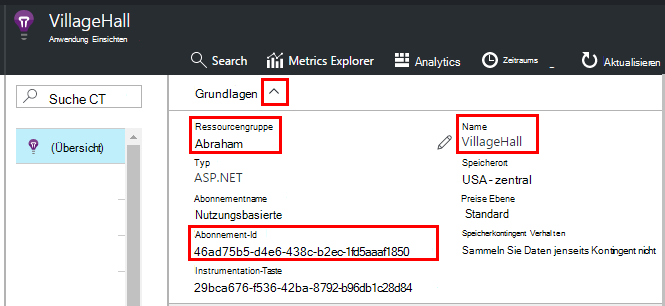 VillageHall
Anwendung Einsichten
Search
Metrics Explorer
Analytics
Zeitraums
Aktualisieren
Suche CT
(Übersicht)
Grundlagen
Ressourcengruppe
Abraham
Name
VillageHall
Typ
ASP.NET
Speicherort
USA - zentral
Abonnementname
Nutzungsbasierte
Preise Ebene
Standard
Abonnement-Id
46ad75b5-d4e6-438c-b2ec-1fd5aaaf1850
Speicherkontingent Verhalten
Sammeln Sie Daten jenseits Kontingent nicht
Instrumentation-Taste
29bca676-f536-42ba-8792-b96db1c28d84